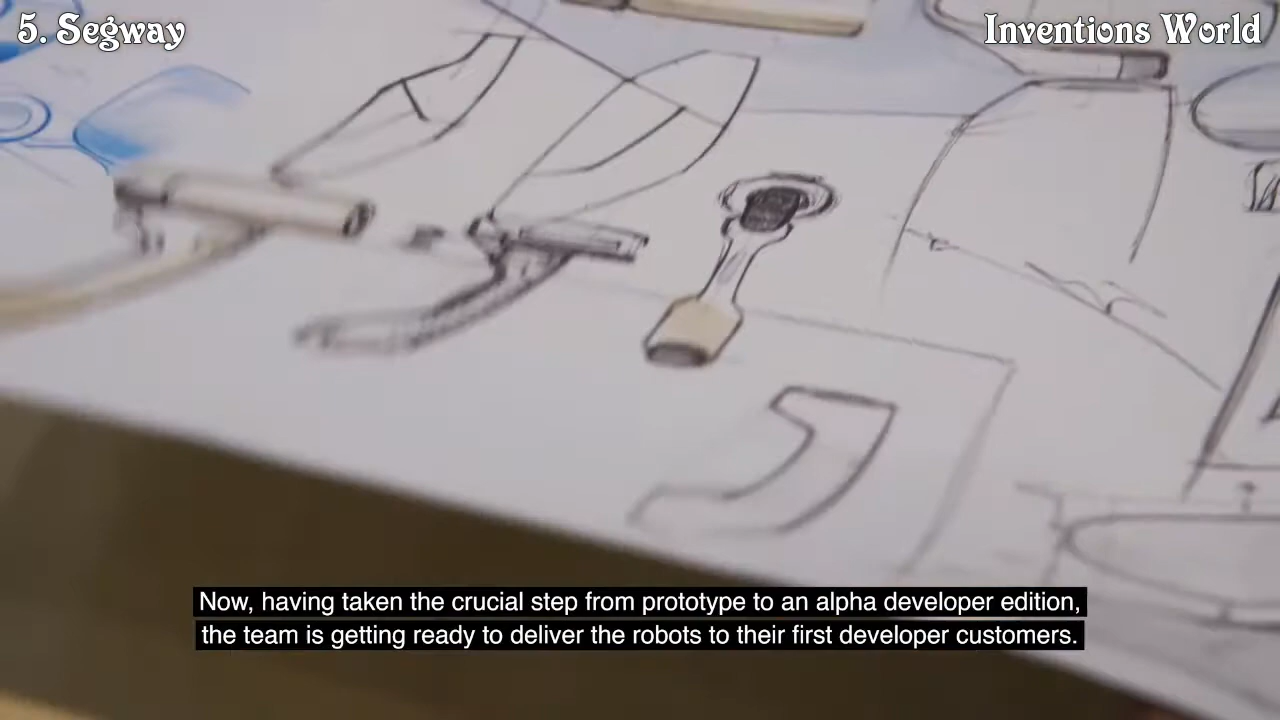 5. Segway
Inventions World
Now, having taken the crucial step from prototype to an alpha developer edition,
the team is getting ready to deliver the robots to their first developer customers.